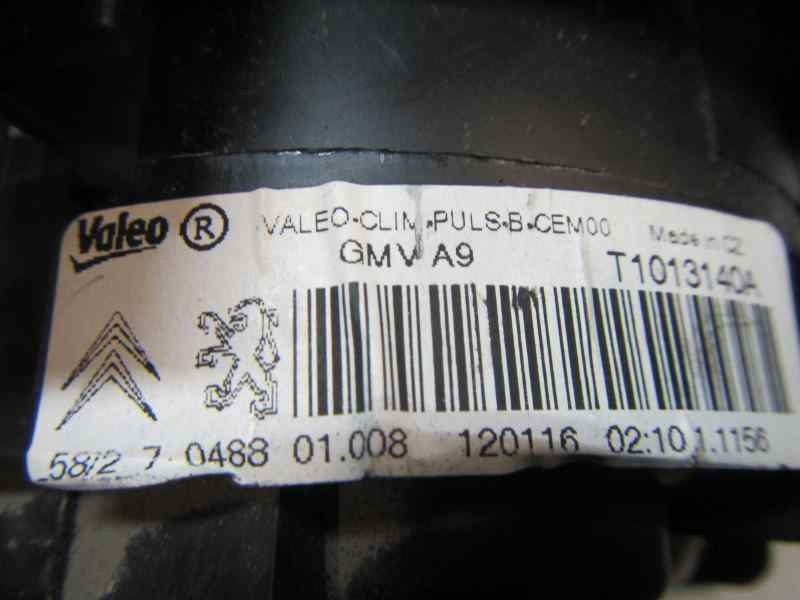 Valeo ® VALEO-CLIM-PULS-B-CEM00 Made in CZ
GMV A9 T1013140A
58/2 7 0488 01.008 120116 02:10 1.1156